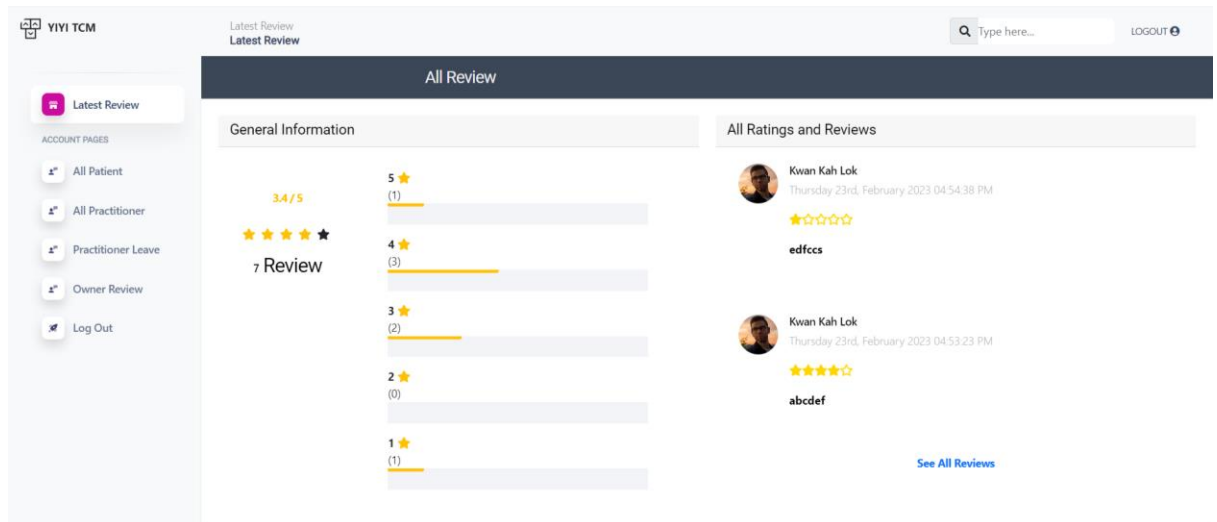 YIYI TCM
Latest Review
Latest Review
Type here...
LOGOUT
Latest Review
ACCOUNT PAGES
All Patient
All Practitioner
Practitioner Leave
Owner Review
Log Out
All Review
General Information
3.4 / 5
7 Review
5
(1)
4
(3)
3
(2)
2
(0)
1
(1)
All Ratings and Reviews
Kwan Kah Lok
Thursday 23rd, February 2023 04:54:38 PM
edfccs
Kwan Kah Lok
Thursday 23rd, February 2023 04:53:23 PM
abcdef
See All Reviews